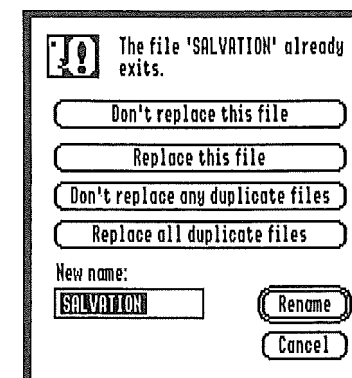 The file 'SALVATION' already
exits.
Don't replace this file
Replace this file
Don't replace any duplicate files
Replace all duplicate files
New name:
SALVATION
Rename
Cancel